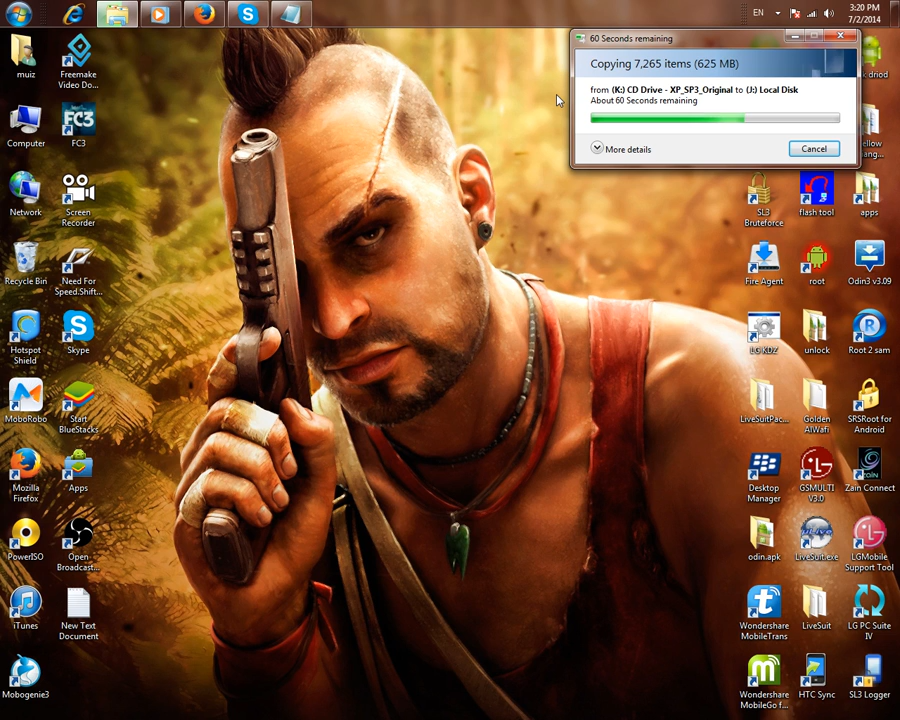 EN
3:20 PM
7/2/2014
60 Seconds remaining
Copying 7,265 items (625 MB)
from (K:) CD Drive - XP_SP3_Original to (J:) Local Disk
About 60 Seconds remaining
More details
Cancel
muiz
Freemake
Video Do...
Computer
FC3
FC3
Network
Screen
Recorder
Recycle Bin
Need For
Speed.Shift...
Hotspot
Shield
Skype
MoboRobo
Start
BlueStacks
Mozilla
Firefox
Apps
PowerISO
Open
Broadcast...
iTunes
New Text
Document
Mobogenie3
SL3
Bruteforce
flash tool
apps
Fire Agent
root
Odin3 v3.09
LG KDZ
unlock
Root 2 sam
LiveSuitPac...
Golden
AlWafi
SRSRoot for
Android
Desktop
Manager
GSMULTI
V3.0
Zain Connect
odin.apk
LiveSuit.exe
LGMobile
Support Tool
Wondershare
MobileTrans
LiveSuit
LG PC Suite
IV
Wondershare
MobileGo f...
HTC Sync
SL3 Logger